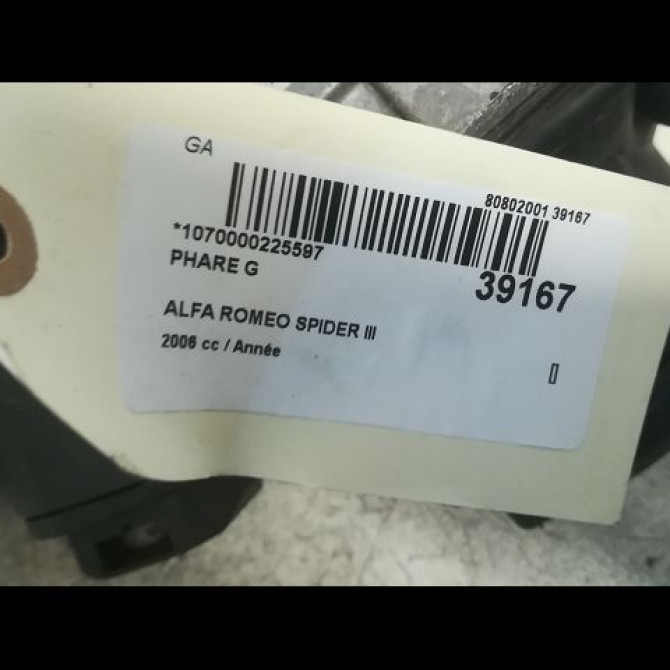 GA
80802001 39167
*1070000225597
PHARE G
39167
ALFA ROMEO SPIDER III
2006 cc / Année